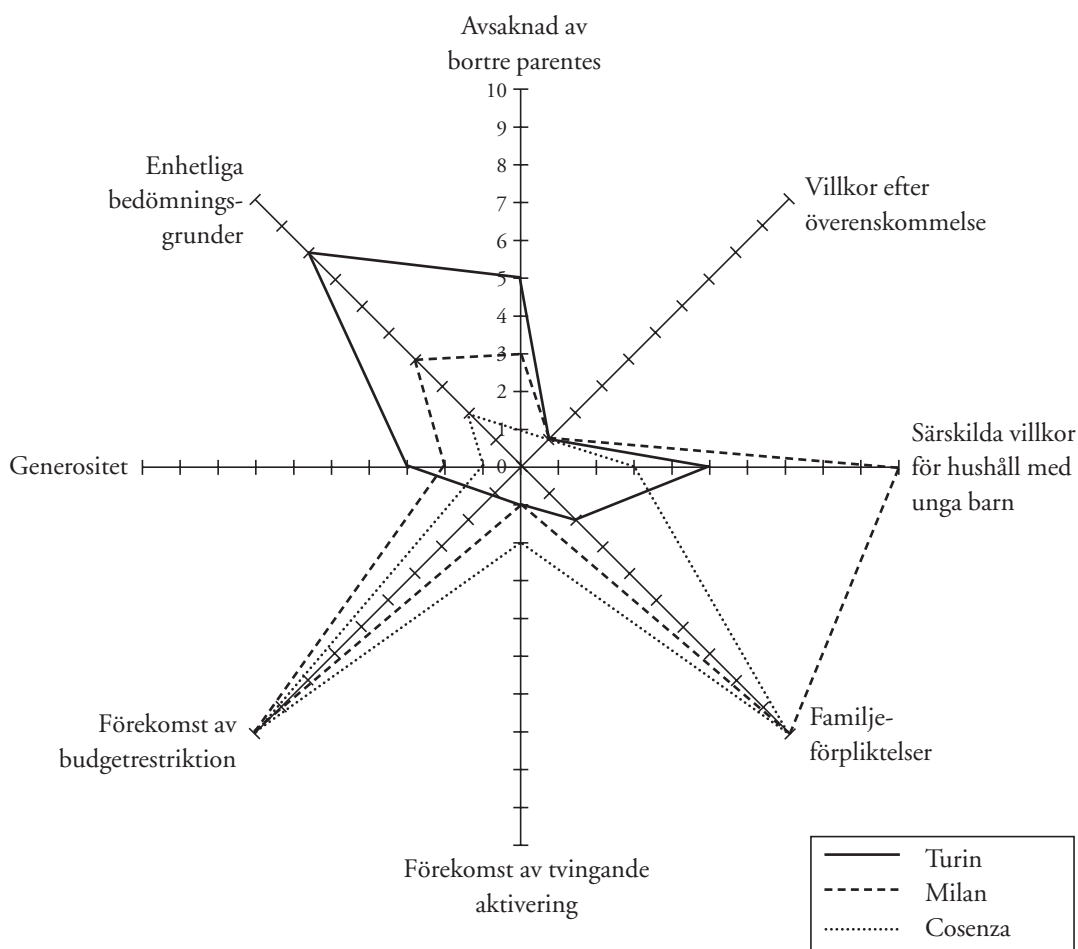 Avsaknad av
bortre parentes
10
9
8
7
6
5
4
3
2
1
0
Enhetliga
bedömnings-
grunder
Villkor efter
överenskommelse
Generositet
Särskilda villkor
för hushåll med
unga barn
Förekomst av
budgetrestriktion
Familje-
förpliktelser
Förekomst av tvingande
aktivering
Turin
Milan
Cosenza